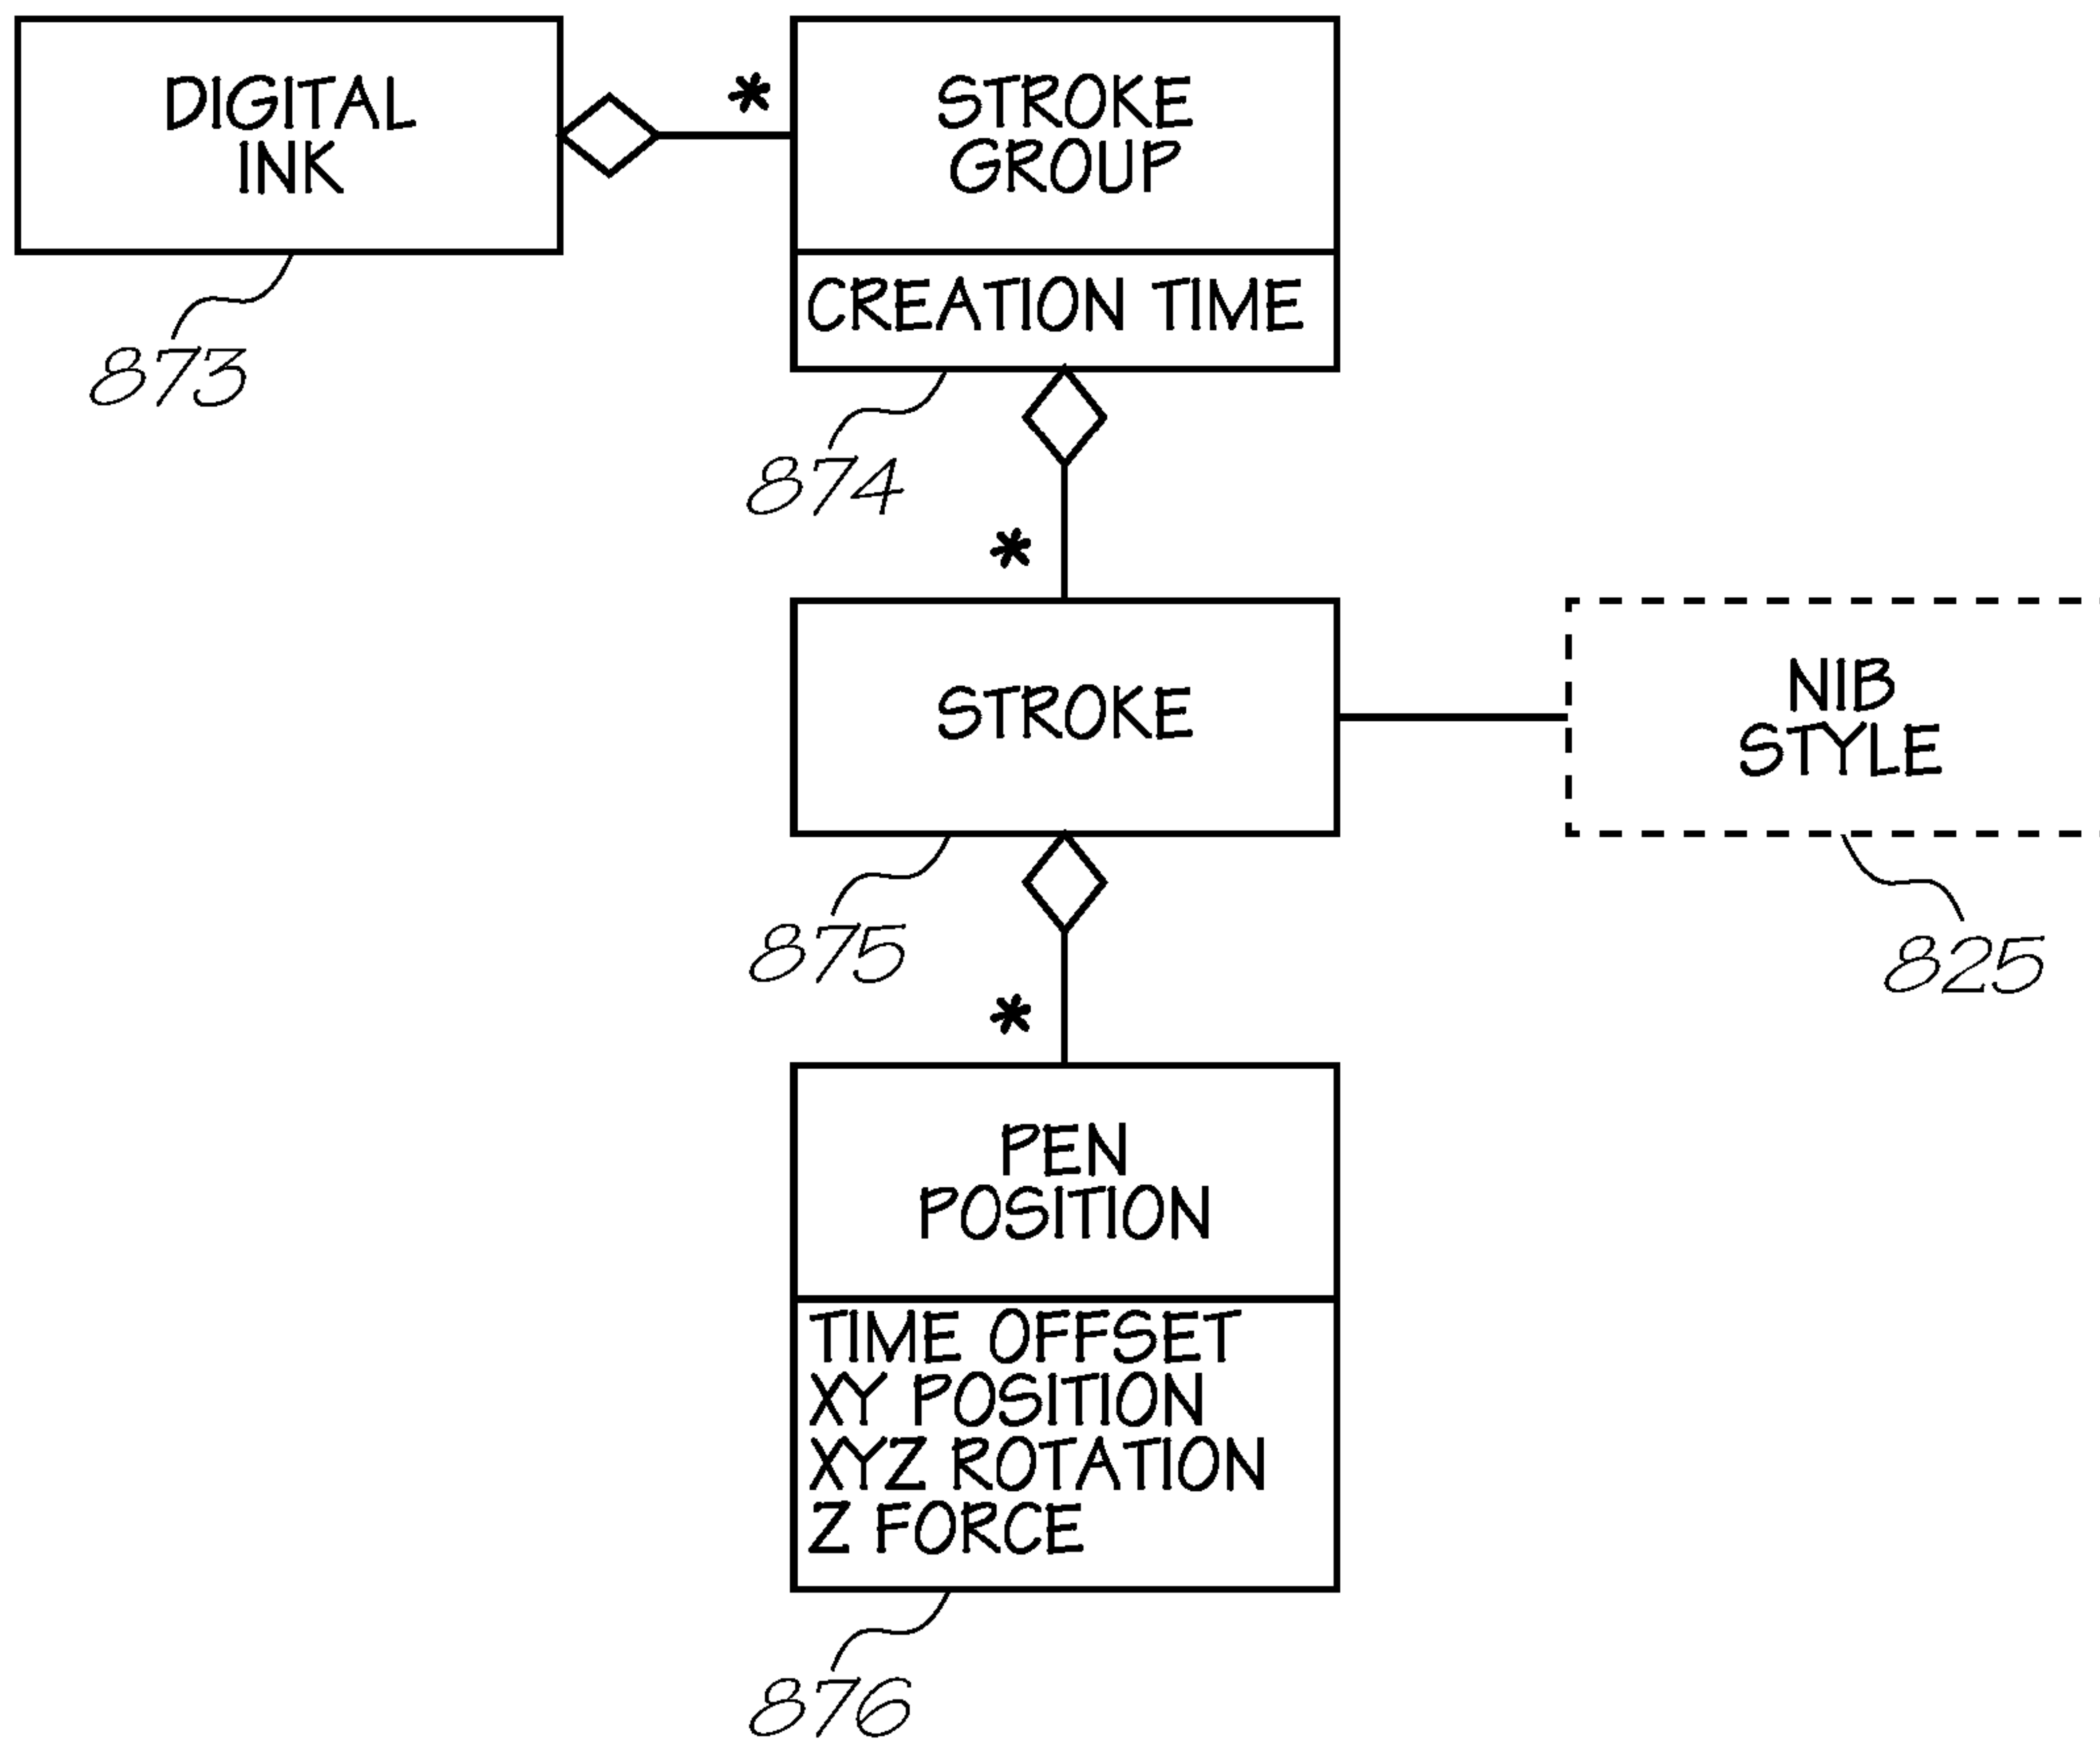 DIGITAL
INK
*
STROKE
GROUP
CREATION TIME
873
874
*
STROKE
NIB
STYLE
875
825
*
PEN
POSITION
TIME OFFSET
XY POSITION
XYZ ROTATION
Z FORCE
876